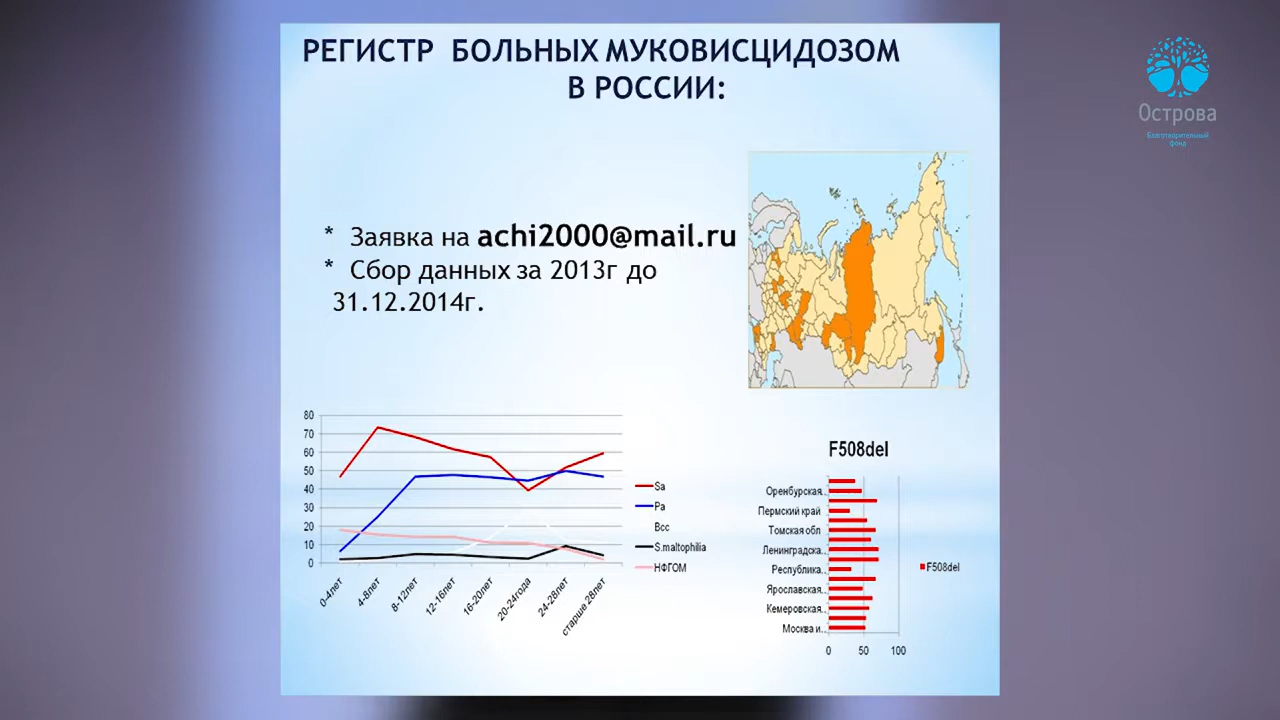 РЕГИСТР БОЛЬНЫХ МУКОВИСЦИДОЗОМ
В РОССИИ:
Острова
Благотворительный
фонд
* Заявка на achi2000@mail.ru
* Сбор данных за 2013г до
31.12.2014г.
80
70
60
50
40
30
20
10
0
0-4лет
4-8лет
8-12лет
12-16лет
16-20лет
20-24года
24-28лет
старше 28лет
Sa
Pa
Bcc
S.maltophilia
НФГОМ
F508del
Оренбургская..
Пермский край
Томская обл
Ленинградска..
Республика..
Ярославская..
Кемеровская..
Москва и..
0 50 100
F508del